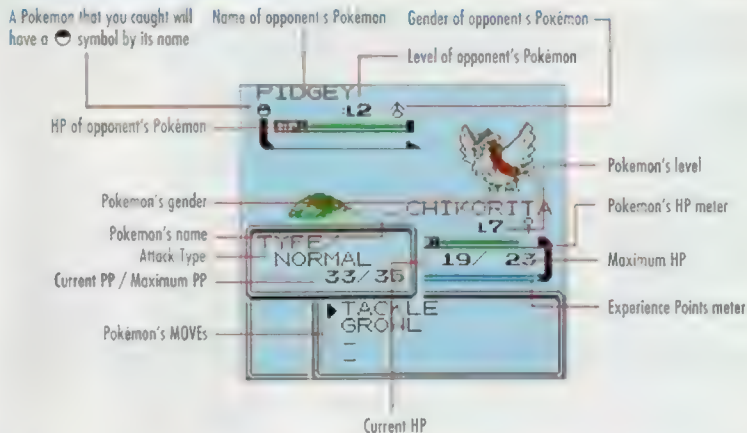 A Pokemon that you caught will
have a symbol by its name
Name of opponent s Pokémon
Gender of opponent s Pokémon
Level of opponent's Pokémon
PIDGEY
:L2 ♂
HP of opponent's Pokémon
HP:
Pokemon's level
Pokemon's gender
CHIKORITA
Pokemon's HP meter
:L7 ♀
Pokemon's name
TYPE/
Attack Type
NORMAL
19/ 23
Maximum HP
Current PP / Maximum PP
33/35
Experience Points meter
▶TACKLE
GROWL
Pokémon's MOVEs
-
-
Current HP